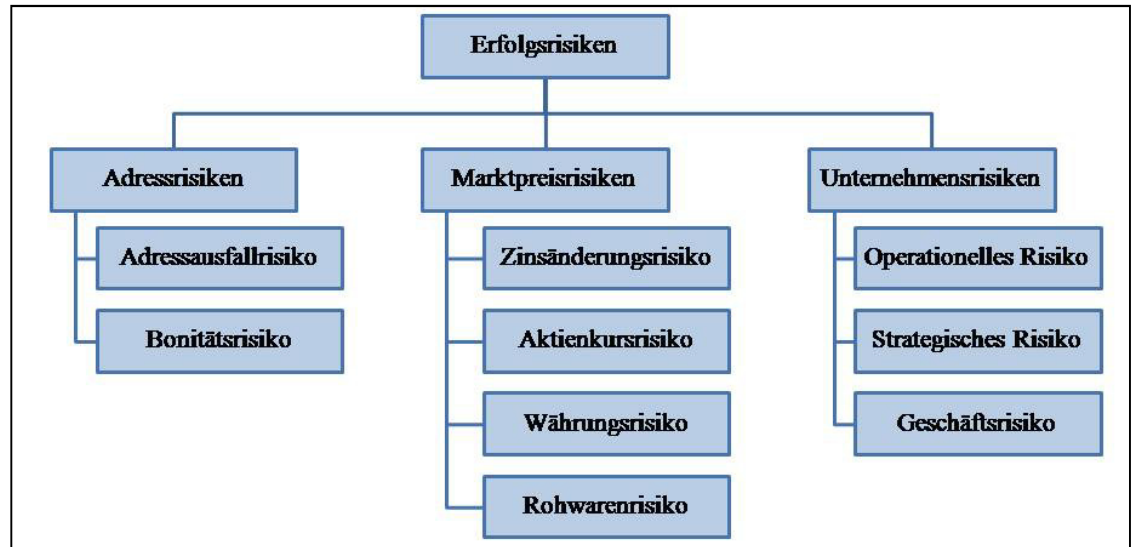 Erfolgsrisiken
Adressrisiken
Adressausfallrisiko
Bonitätsrisiko
Marktpreisrisiken
Zinsänderungsrisiko
Aktienkursrisiko
Währungsrisiko
Rohwarenrisiko
Unternehmensrisiken
Operationelles Risiko
Strategisches Risiko
Geschäftsrisiko